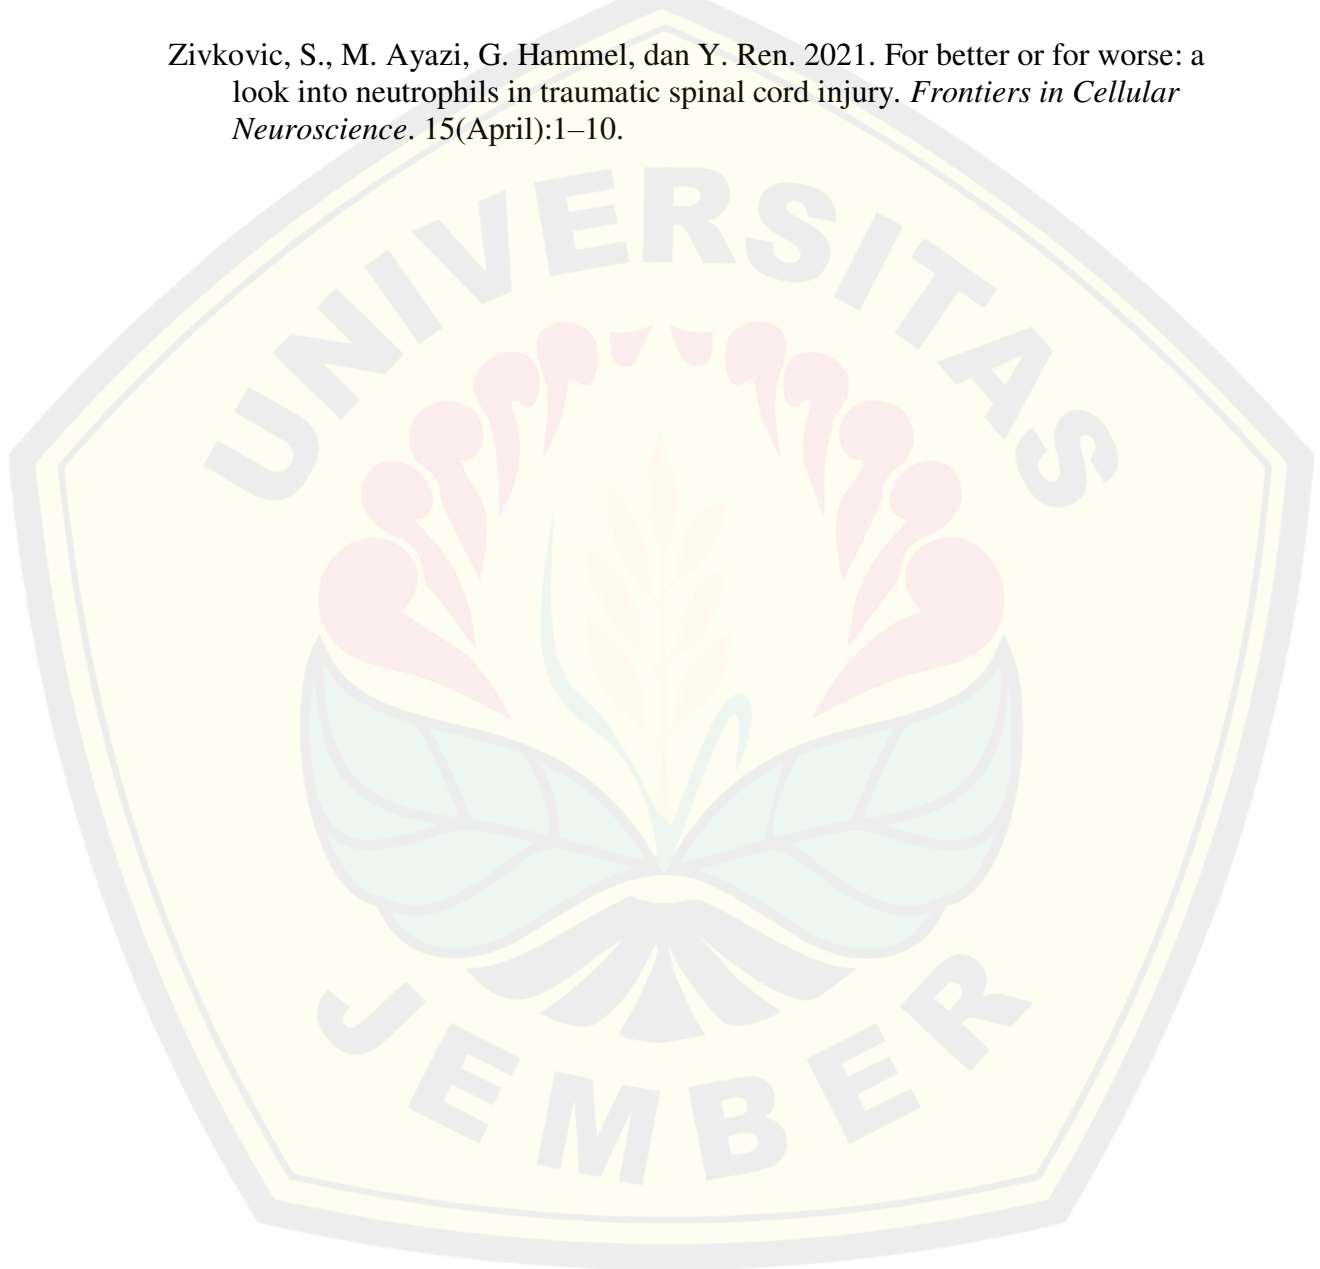 Zivkovic, S., M. Ayazi, G. Hammel, dan Y. Ren. 2021. For better or for worse: a
look into neutrophils in traumatic spinal cord injury. Frontiers in Cellular
Neuroscience. 15(April):1–10.
UNIVERSITAS
JEMBER